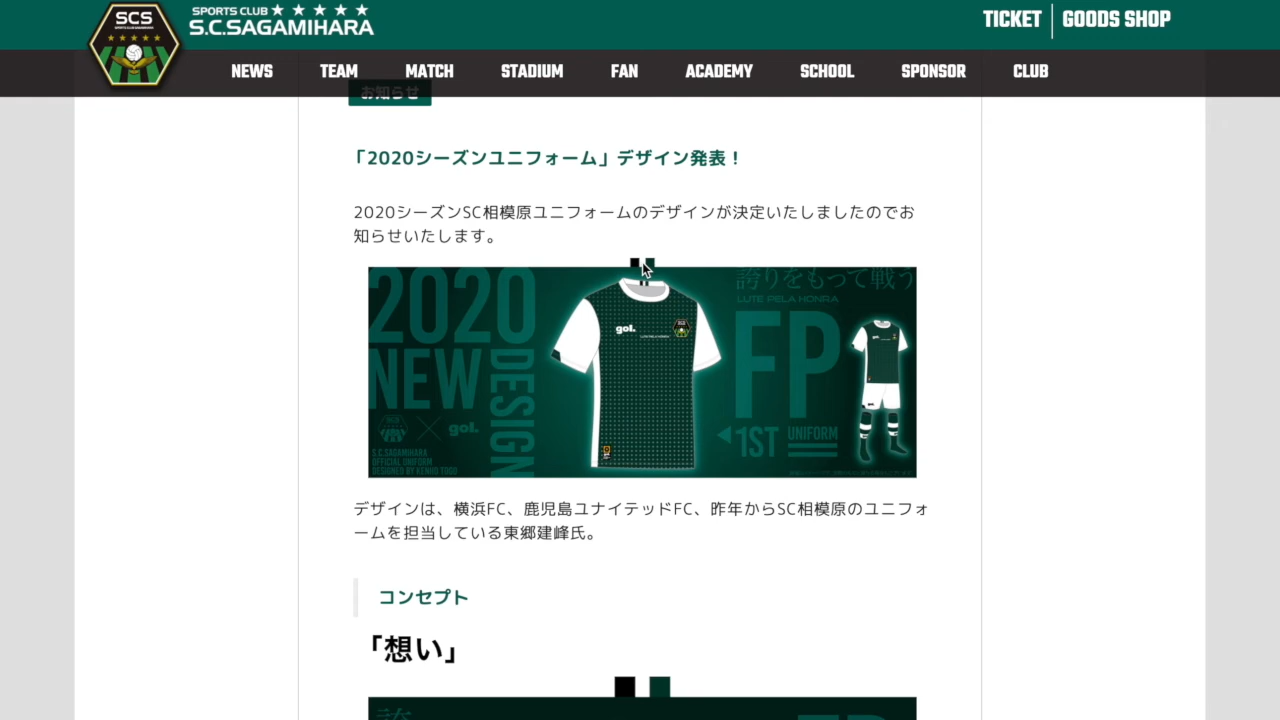 SCS
SPORTS CLUB ★ ★ ★ ★ ★
S.C.SAGAMIHARA
TICKET
GOODS SHOP
NEWS
TEAM
MATCH
STADIUM
FAN
ACADEMY
SCHOOL
SPONSOR
CLUB
お知らせ
「2020シーズンユニフォーム」デザイン発表！
2020シーズンSC相模原ユニフォームのデザインが決定いたしましたのでお
知らせいたします。
2020
NEW
DESIGN
SCS
gol.
S.C.SAGAMIHARA
OFFICIAL UNIFORM
DESIGNED BY KENHO TOGO
gol.
SCS
誇りをもって戦う
LUTE PELA HONRA
FP
1ST
UNIFORM
デザインは、横浜FC、鹿児島ユナイテッドFC、昨年からSC相模原のユニフォ
ームを担当している東郷建峰氏。
コンセプト
「想い」